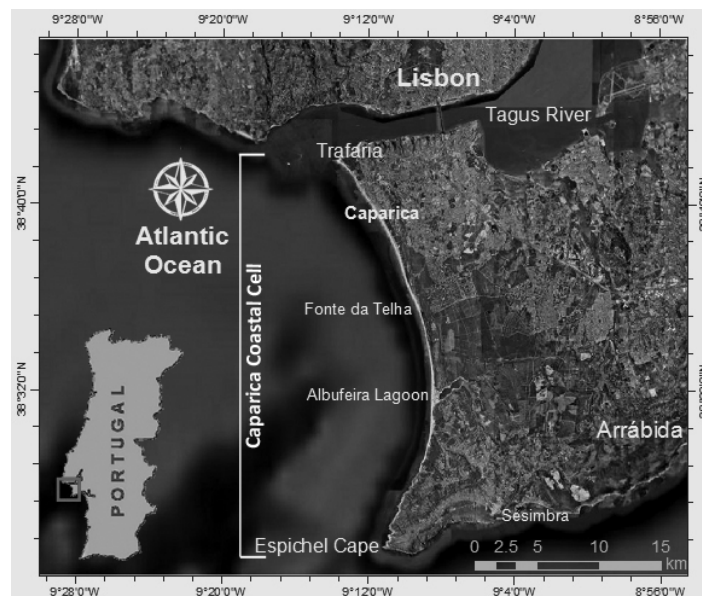 9°28'0"W 9°20'0"W 9°12'0"W 9°4'0"W 8°56'0"W
Lisbon
Tagus River
Trafaria
38°40'0"N
Caparica
Atlantic
Ocean
Caparica Coastal Cell
Fonte da Telha
38°32'0"N
Albufeira Lagoon
PORTUGAL
Arrábida
Sesimbra
Espichel Cape
0 2.5 5 10 15
km
9°28'0"W 9°20'0"W 9°12'0"W 9°4'0"W 8°56'0"W